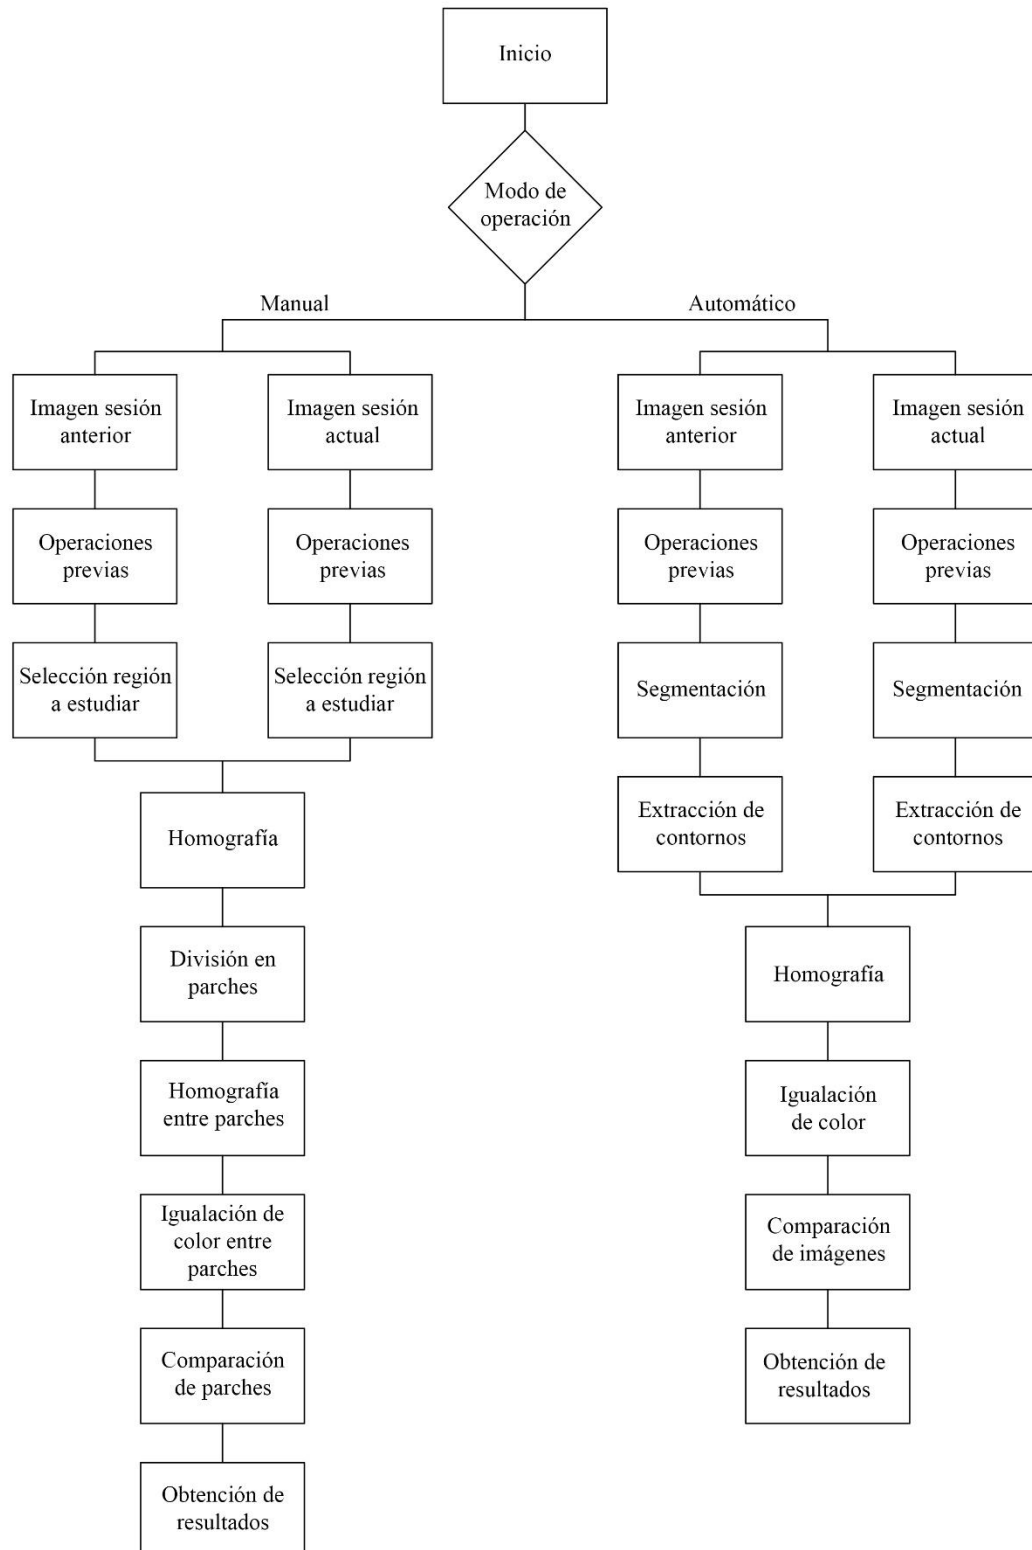 Inicio
Modo de
operación
Manual
Automático
Imagen sesión
anterior
Imagen sesión
actual
Imagen sesión
anterior
Imagen sesión
actual
Operaciones
previas
Operaciones
previas
Operaciones
previas
Operaciones
previas
Selección región
a estudiar
Selección región
a estudiar
Segmentación
Segmentación
Homografía
Extracción de
contornos
Extracción de
contornos
División en
parches
Homografía
Homografía
entre parches
Igualación
de color
Igualación de
color entre
parches
Comparación
de imágenes
Comparación
de parches
Obtención de
resultados
Obtención de
resultados